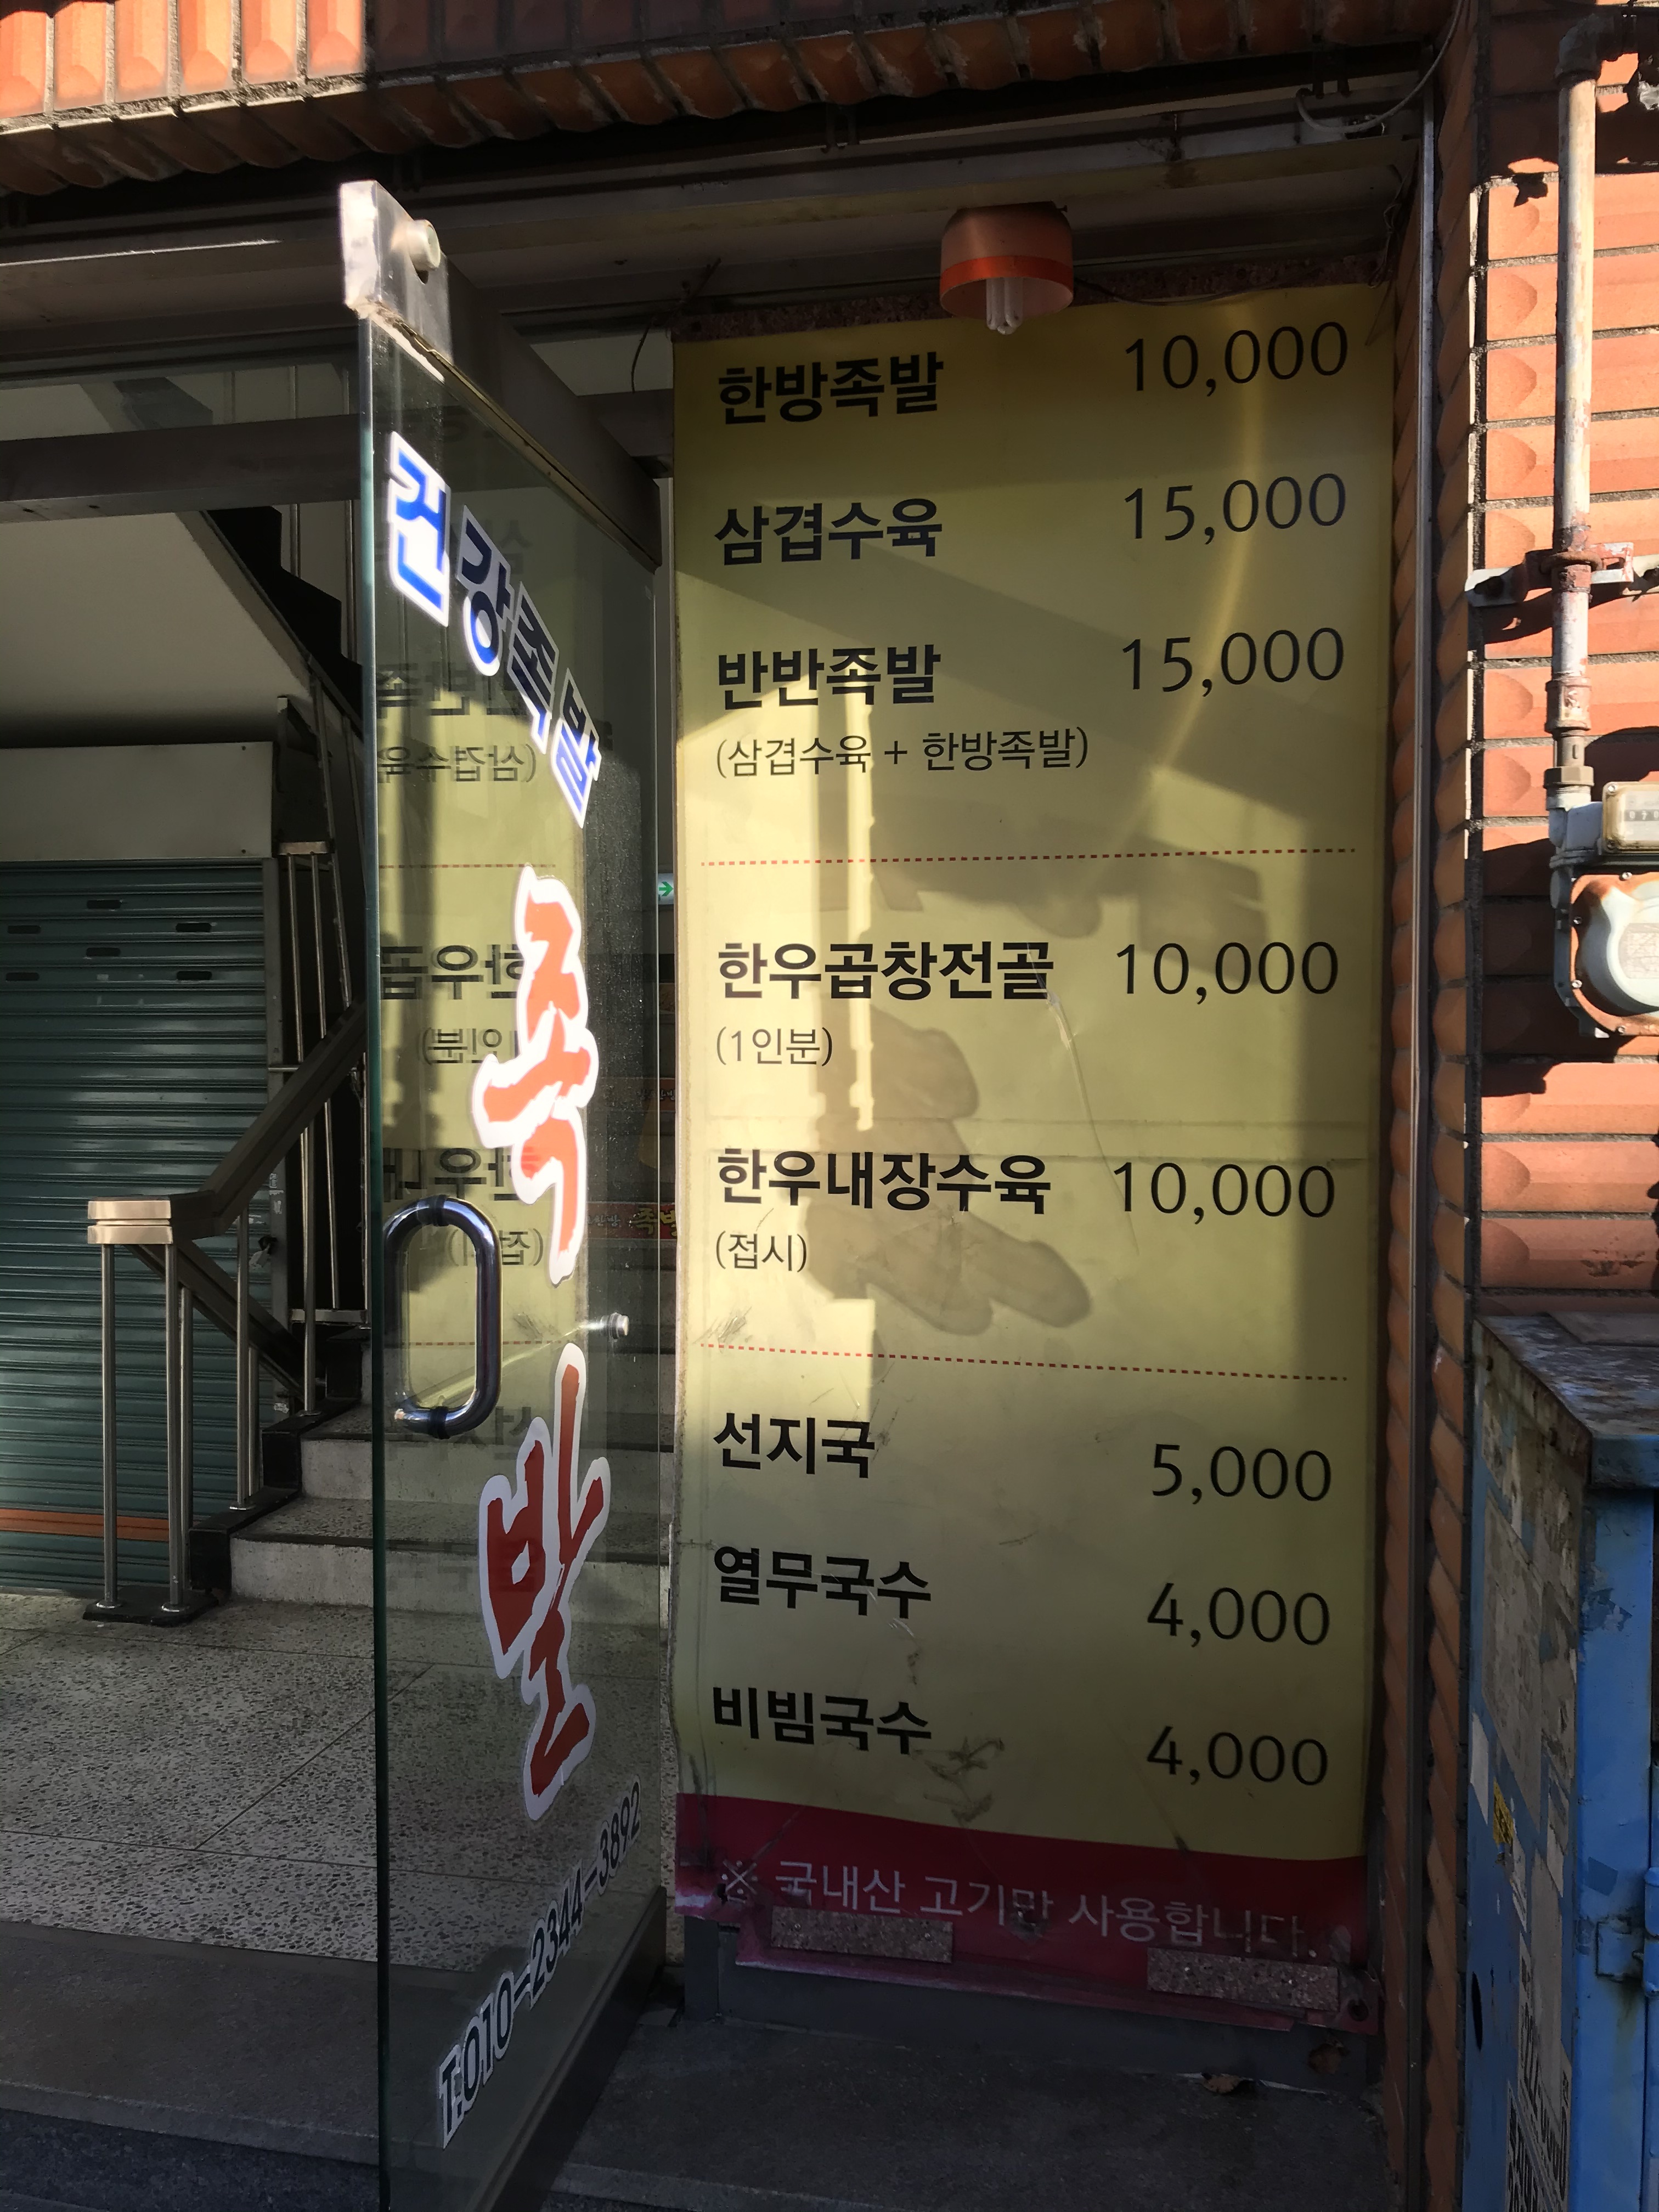 건강족발
족발
T.010-2344-3892
한방족발 10,000
삼겹수육 15,000
반반족발 15,000
(삼겹수육 + 한방족발)
한우곱창전골 10,000
(1인분)
한우내장수육 10,000
(접시)
선지국 5,000
열무국수 4,000
비빔국수 4,000
※ 국내산 고기만 사용합니다.